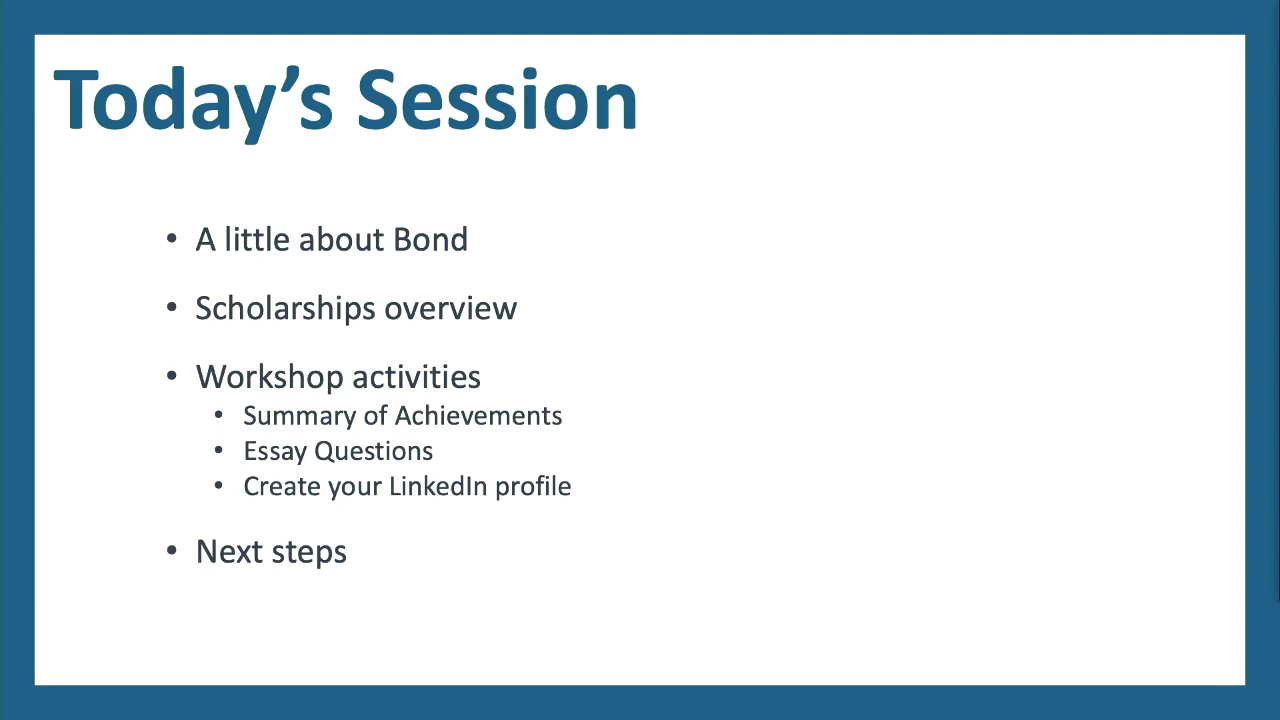 Today’s Session
• A little about Bond
• Scholarships overview
• Workshop activities
• Summary of Achievements
• Essay Questions
• Create your LinkedIn profile
• Next steps